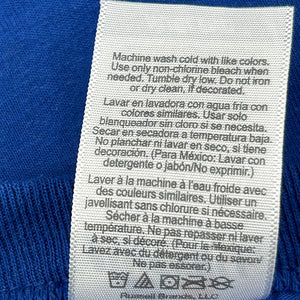 Machine wash cold with like colors.
Use only non-chlorine bleach when
needed. Tumble dry low. Do not iron
or dry clean, if decorated.
Lavar en lavadora con agua fría con
colores similares. Usar solo
blanqueador sin cloro si se necesita.
Secar en secadora a temperatura baja.
No planchar ni lavar en seco, si tiene
decoración. (Para México: Lavar con
detergente o jabón/No exprimir.)
Laver à la machine à l'eau froide avec
des couleurs similaires. Utiliser un
javellisant sans chlorure si nécessaire.
Sécher à la machine à basse
température. Ne pas repasser ni laver
à sec, si décoré. (Pour le Mexique:
Lavez avec du détergent ou du savon/
Ne pas essorer.)
Russell Brands, LLC